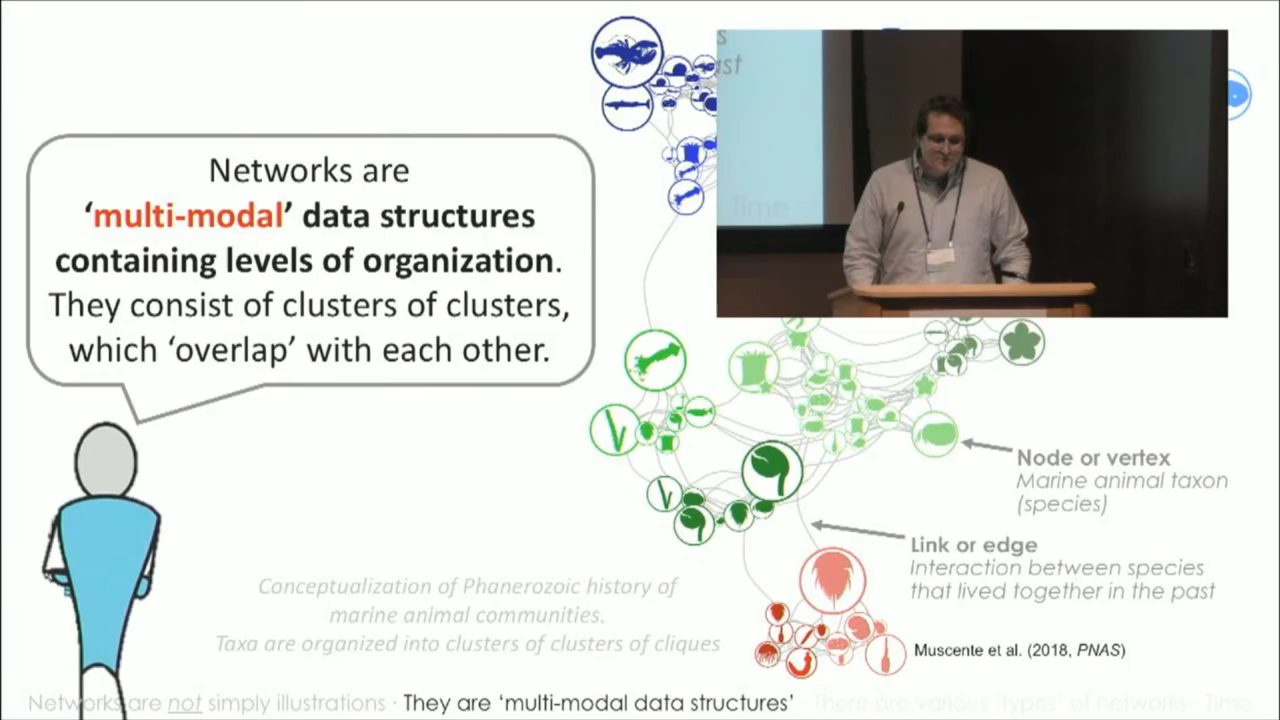 Networks are
‘multi-modal’ data structures
containing levels of organization.
They consist of clusters of clusters,
which ‘overlap’ with each other.
ast
Time
Node or vertex
Marine animal taxon
(species)
Link or edge
Interaction between species
that lived together in the past
Conceptualization of Phanerozoic history of
marine animal communities.
Taxa are organized into clusters of clusters of cliques
Muscente et al. (2018, PNAS)
Networks are not simply illustrations · They are ‘multi-modal data structures’ · There are various ‘types’ of networks · Time